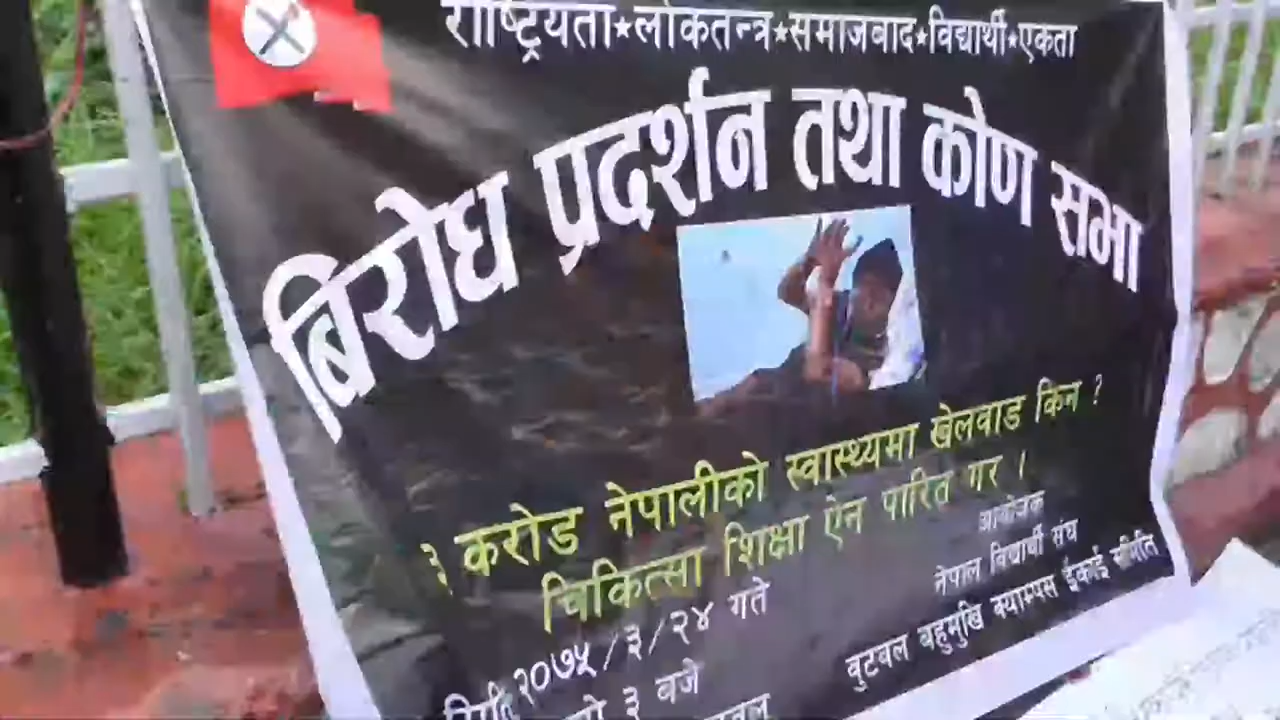 राष्ट्रियता★लोकतन्त्र★समाजबाद★विद्यार्थी★एकता
बिरोध प्रदर्शन तथा कोण सभा
३ करोड नेपालीको स्वास्थ्यमा खेलवाड किन ?
चिकित्सा शिक्षा ऐन पारित गर ।
आयोजक
नेपाल विद्यार्थी संघ
बुटवल बहुमुखि क्याम्पस ईकाई समिति
२०७५/३/२४ गते
३ बजे